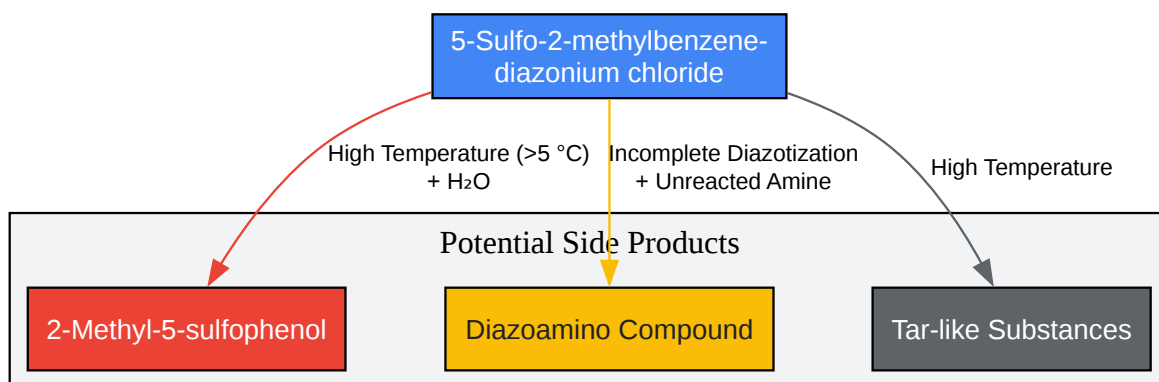 5-Sulfo-2-methylbenzene-
diazonium chloride
High Temperature (>5 °C)
+ H₂O
Incomplete Diazotization
+ Unreacted Amine
High Temperature
Potential Side Products
2-Methyl-5-sulfophenol
Diazoamino Compound
Tar-like Substances